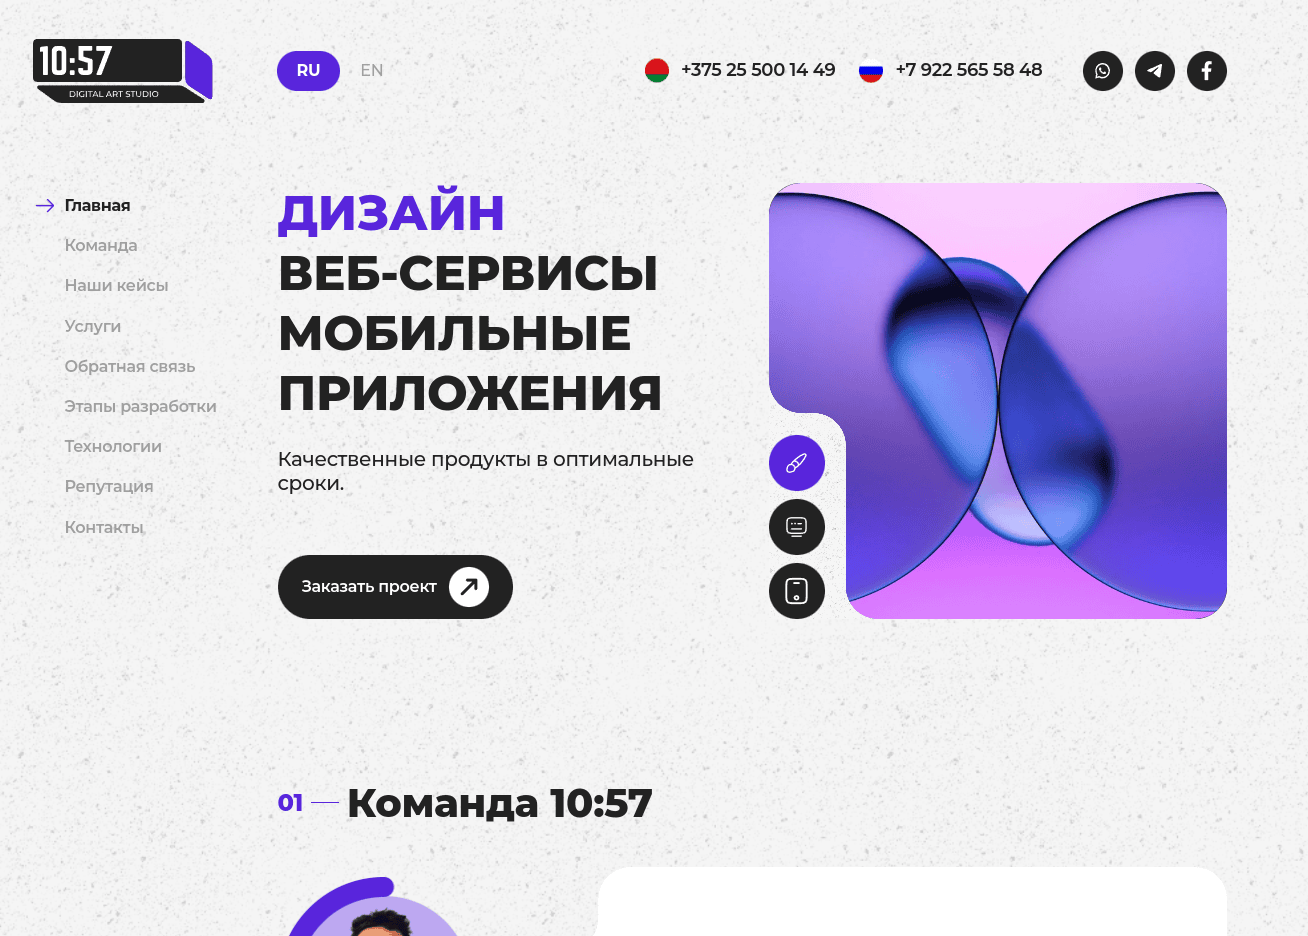 10:57
DIGITAL ART STUDIO
RU
EN
+375 25 500 14 49
+7 922 565 58 48
Главная
Команда
Наши кейсы
Услуги
Обратная связь
Этапы разработки
Технологии
Репутация
Контакты
ДИЗАЙН
ВЕБ-СЕРВИСЫ
МОБИЛЬНЫЕ
ПРИЛОЖЕНИЯ
Качественные продукты в оптимальные
сроки.
Заказать проект
01
Команда 10:57